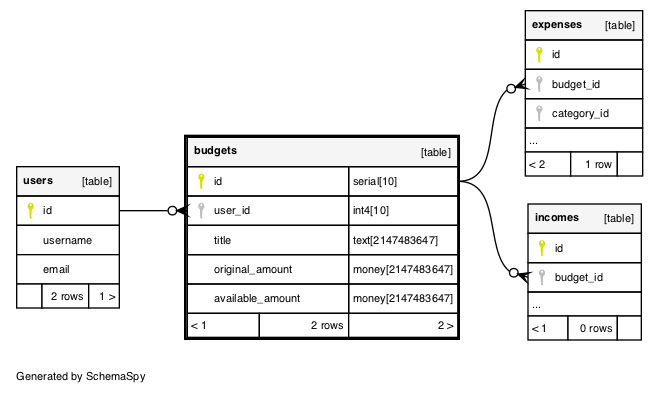 users [table]
id
username
email
2 rows 1 >
budgets [table]
id serial[10]
user_id int4[10]
title text[2147483647]
original_amount money[2147483647]
available_amount money[2147483647]
< 1 2 rows 2 >
expenses [table]
id
budget_id
category_id
...
< 2 1 row
incomes [table]
id
budget_id
...
< 1 0 rows
Generated by SchemaSpy